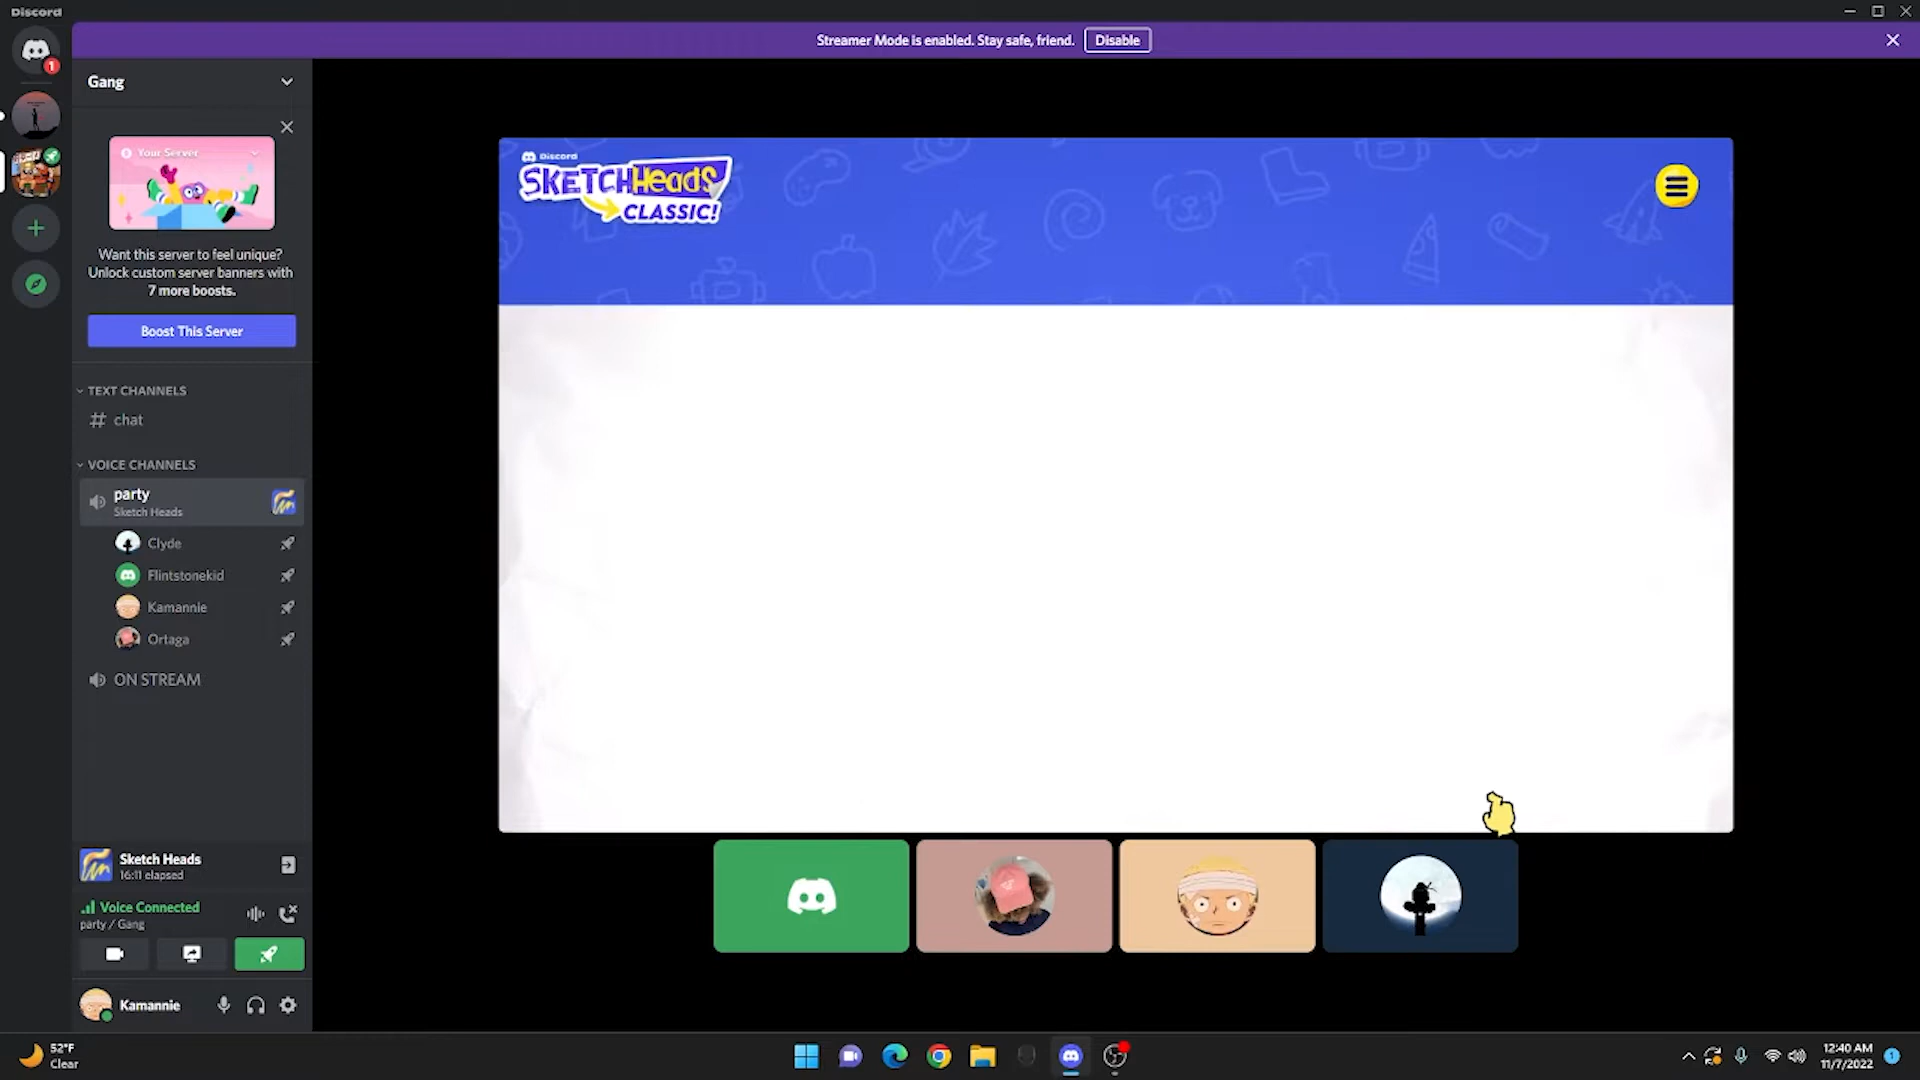 Discord
Streamer Mode is enabled. Stay safe, friend.
Disable
1
Gang
Your Server
Want this server to feel unique?
Unlock custom server banners with
7 more boosts.
Boost This Server
TEXT CHANNELS
chat
VOICE CHANNELS
party
Sketch Heads
Clyde
Flintstonekid
Kamannie
Ortaga
ON STREAM
Discord
SKETCHHeadS
CLASSIC!
Sketch Heads
16:11 elapsed
Voice Connected
party / Gang
Kamannie
52°F
Clear
12:40 AM
11/7/2022
1